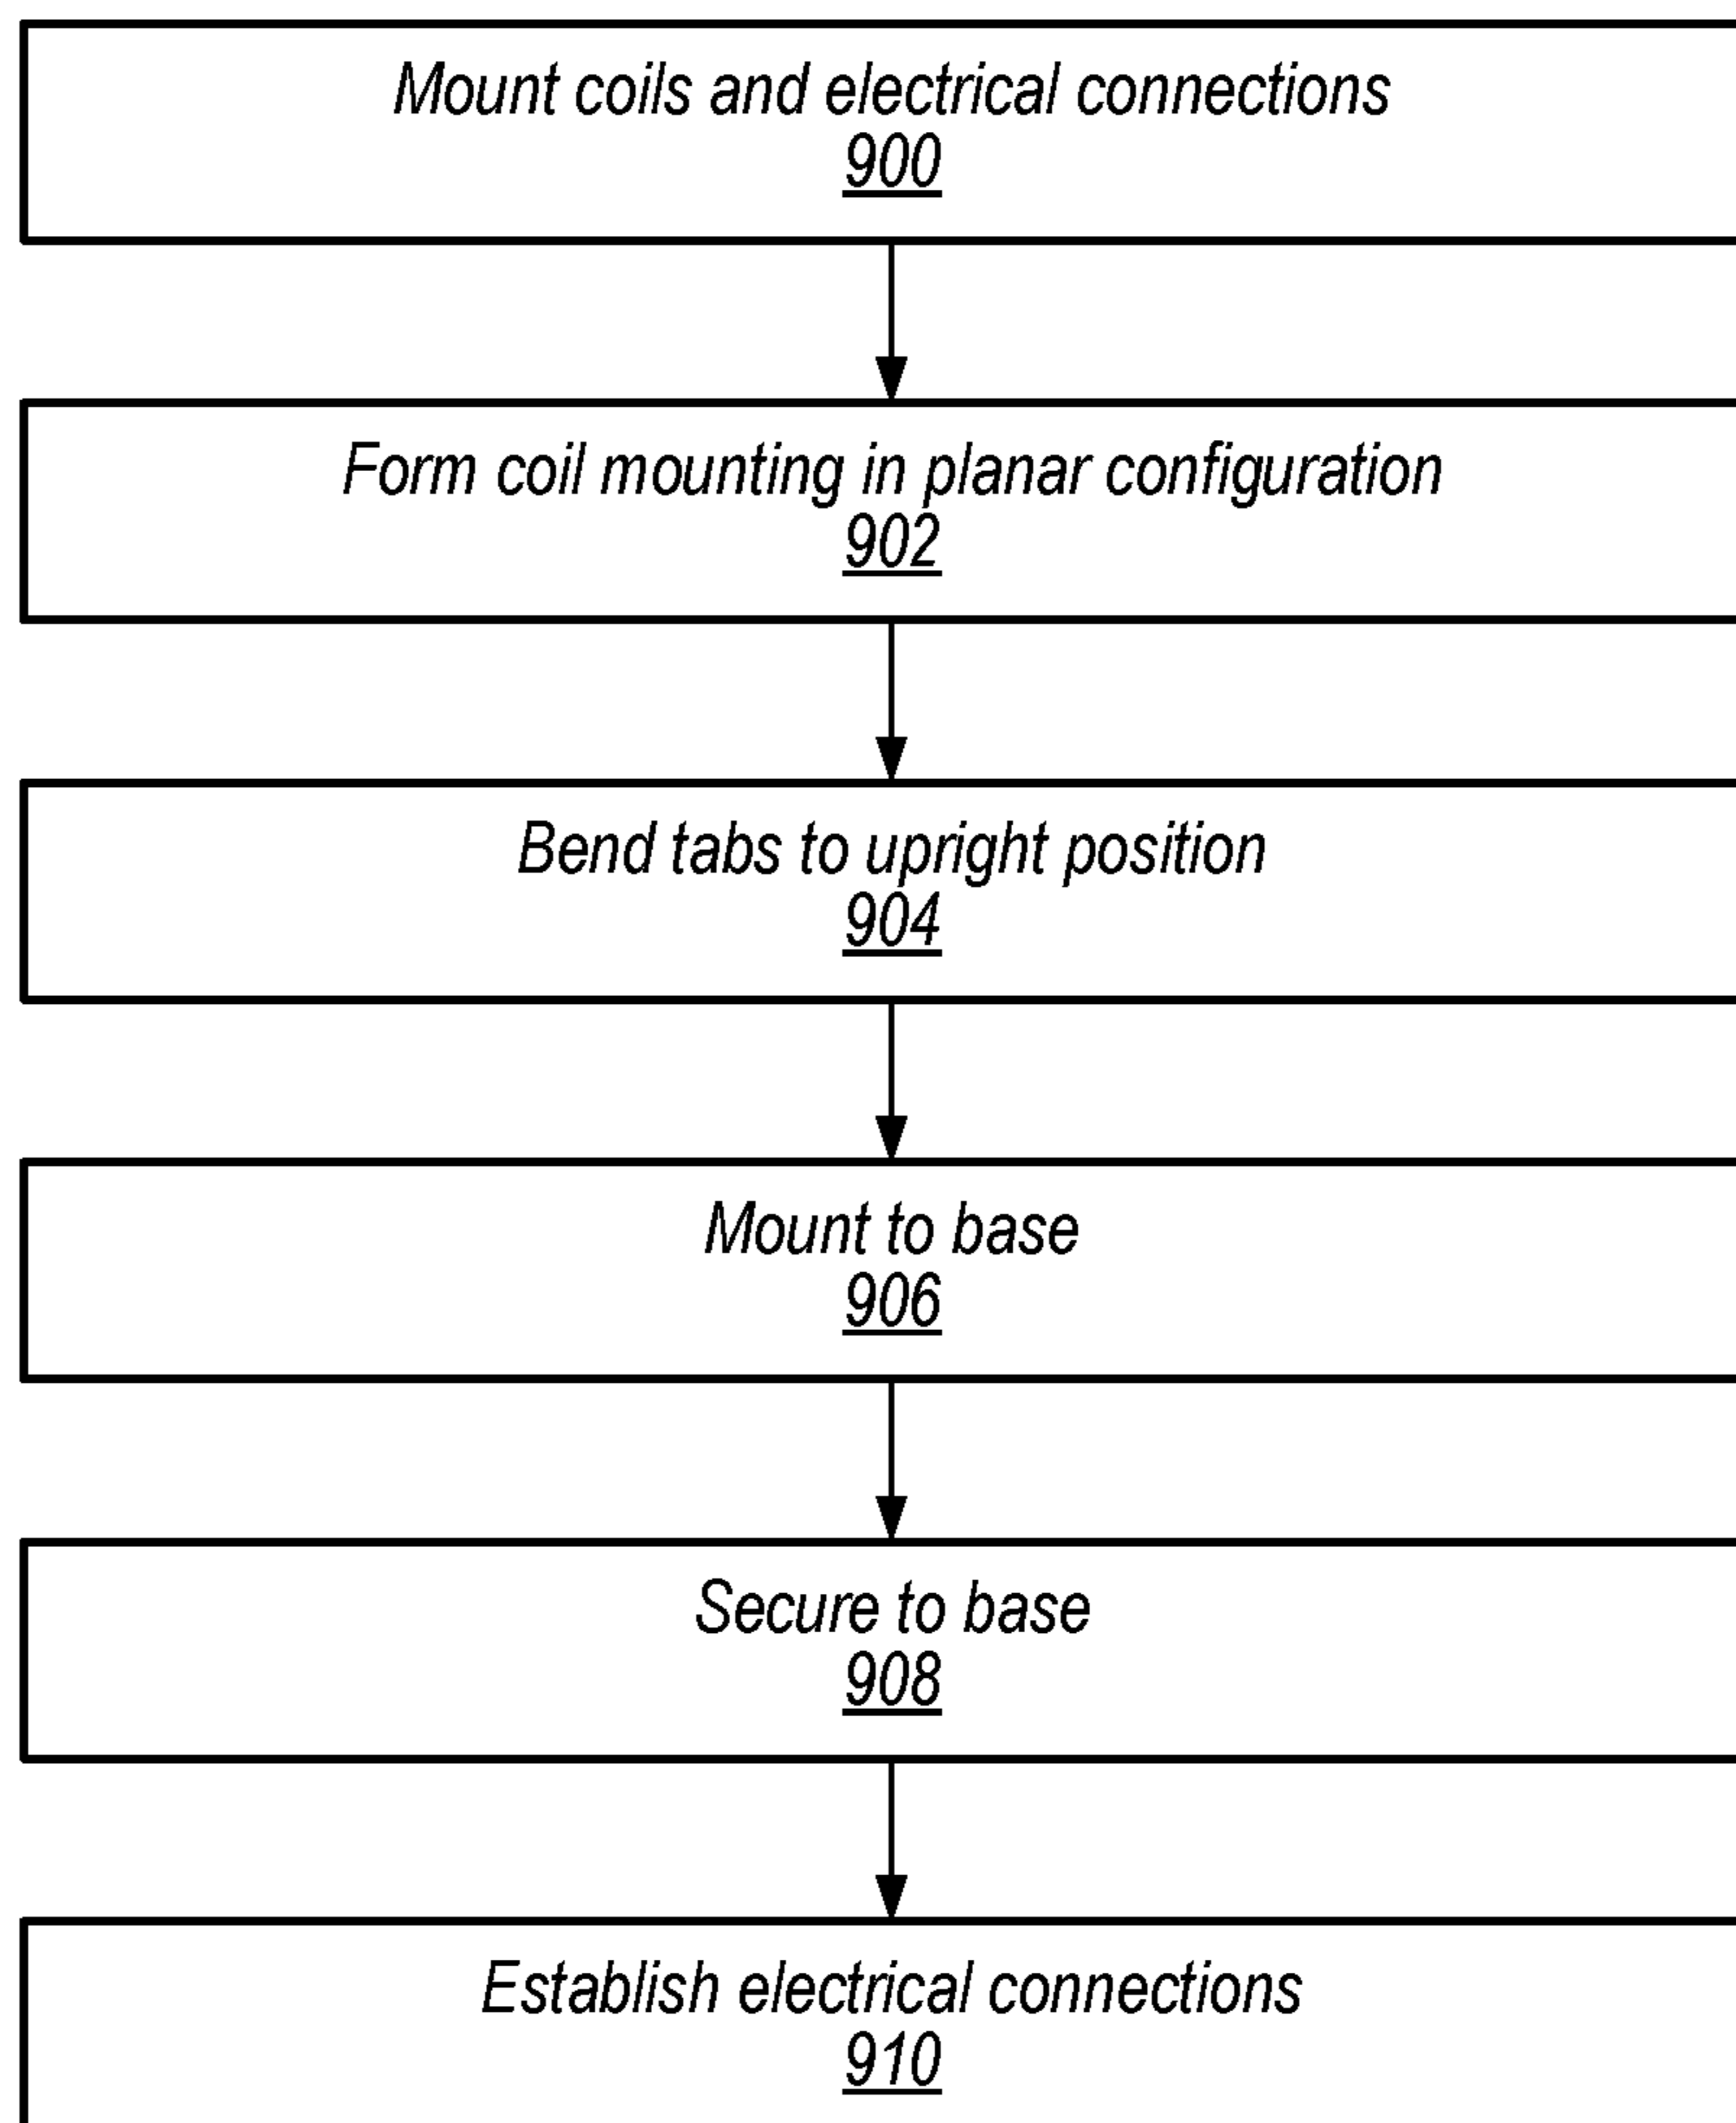 Mount coils and electrical connections
900
Form coil mounting in planar configuration
902
Bend tabs to upright position
904
Mount to base
906
Secure to base
908
Establish electrical connections
910